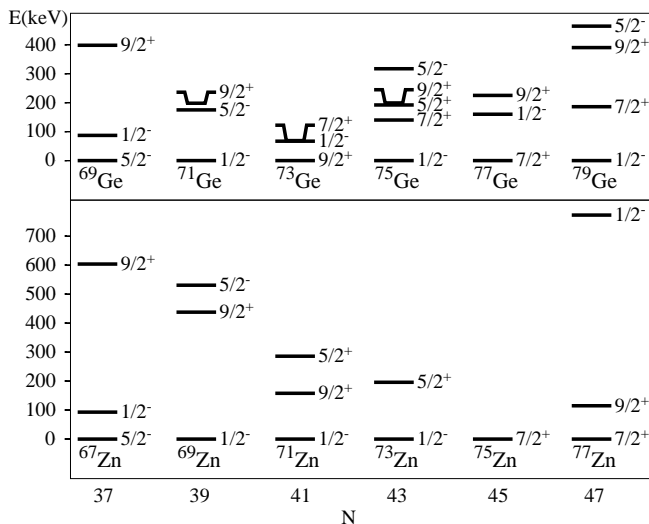 E(keV)
5/2⁻
400 9/2⁺ 9/2⁺
300 5/2⁻
9/2⁺ 9/2⁺ 9/2⁺
200 5/2⁻ 5/2⁺ 7/2⁺
7/2⁺ 7/2⁺ 1/2⁻
100 1/2⁻ 1/2⁻
0 5/2⁻ 1/2⁻ 9/2⁺ 1/2⁻ 7/2⁺ 1/2⁻
⁶⁹Ge ⁷¹Ge ⁷³Ge ⁷⁵Ge ⁷⁷Ge ⁷⁹Ge
1/2⁻
700
600 9/2⁺
500 5/2⁻
400 9/2⁺
300 5/2⁺
200 5/2⁺
9/2⁺
100 1/2⁻ 9/2⁺
0 5/2⁻ 1/2⁻ 1/2⁻ 1/2⁻ 7/2⁺ 7/2⁺
⁶⁷Zn ⁶⁹Zn ⁷¹Zn ⁷³Zn ⁷⁵Zn ⁷⁷Zn
37 39 41 43 45 47
N